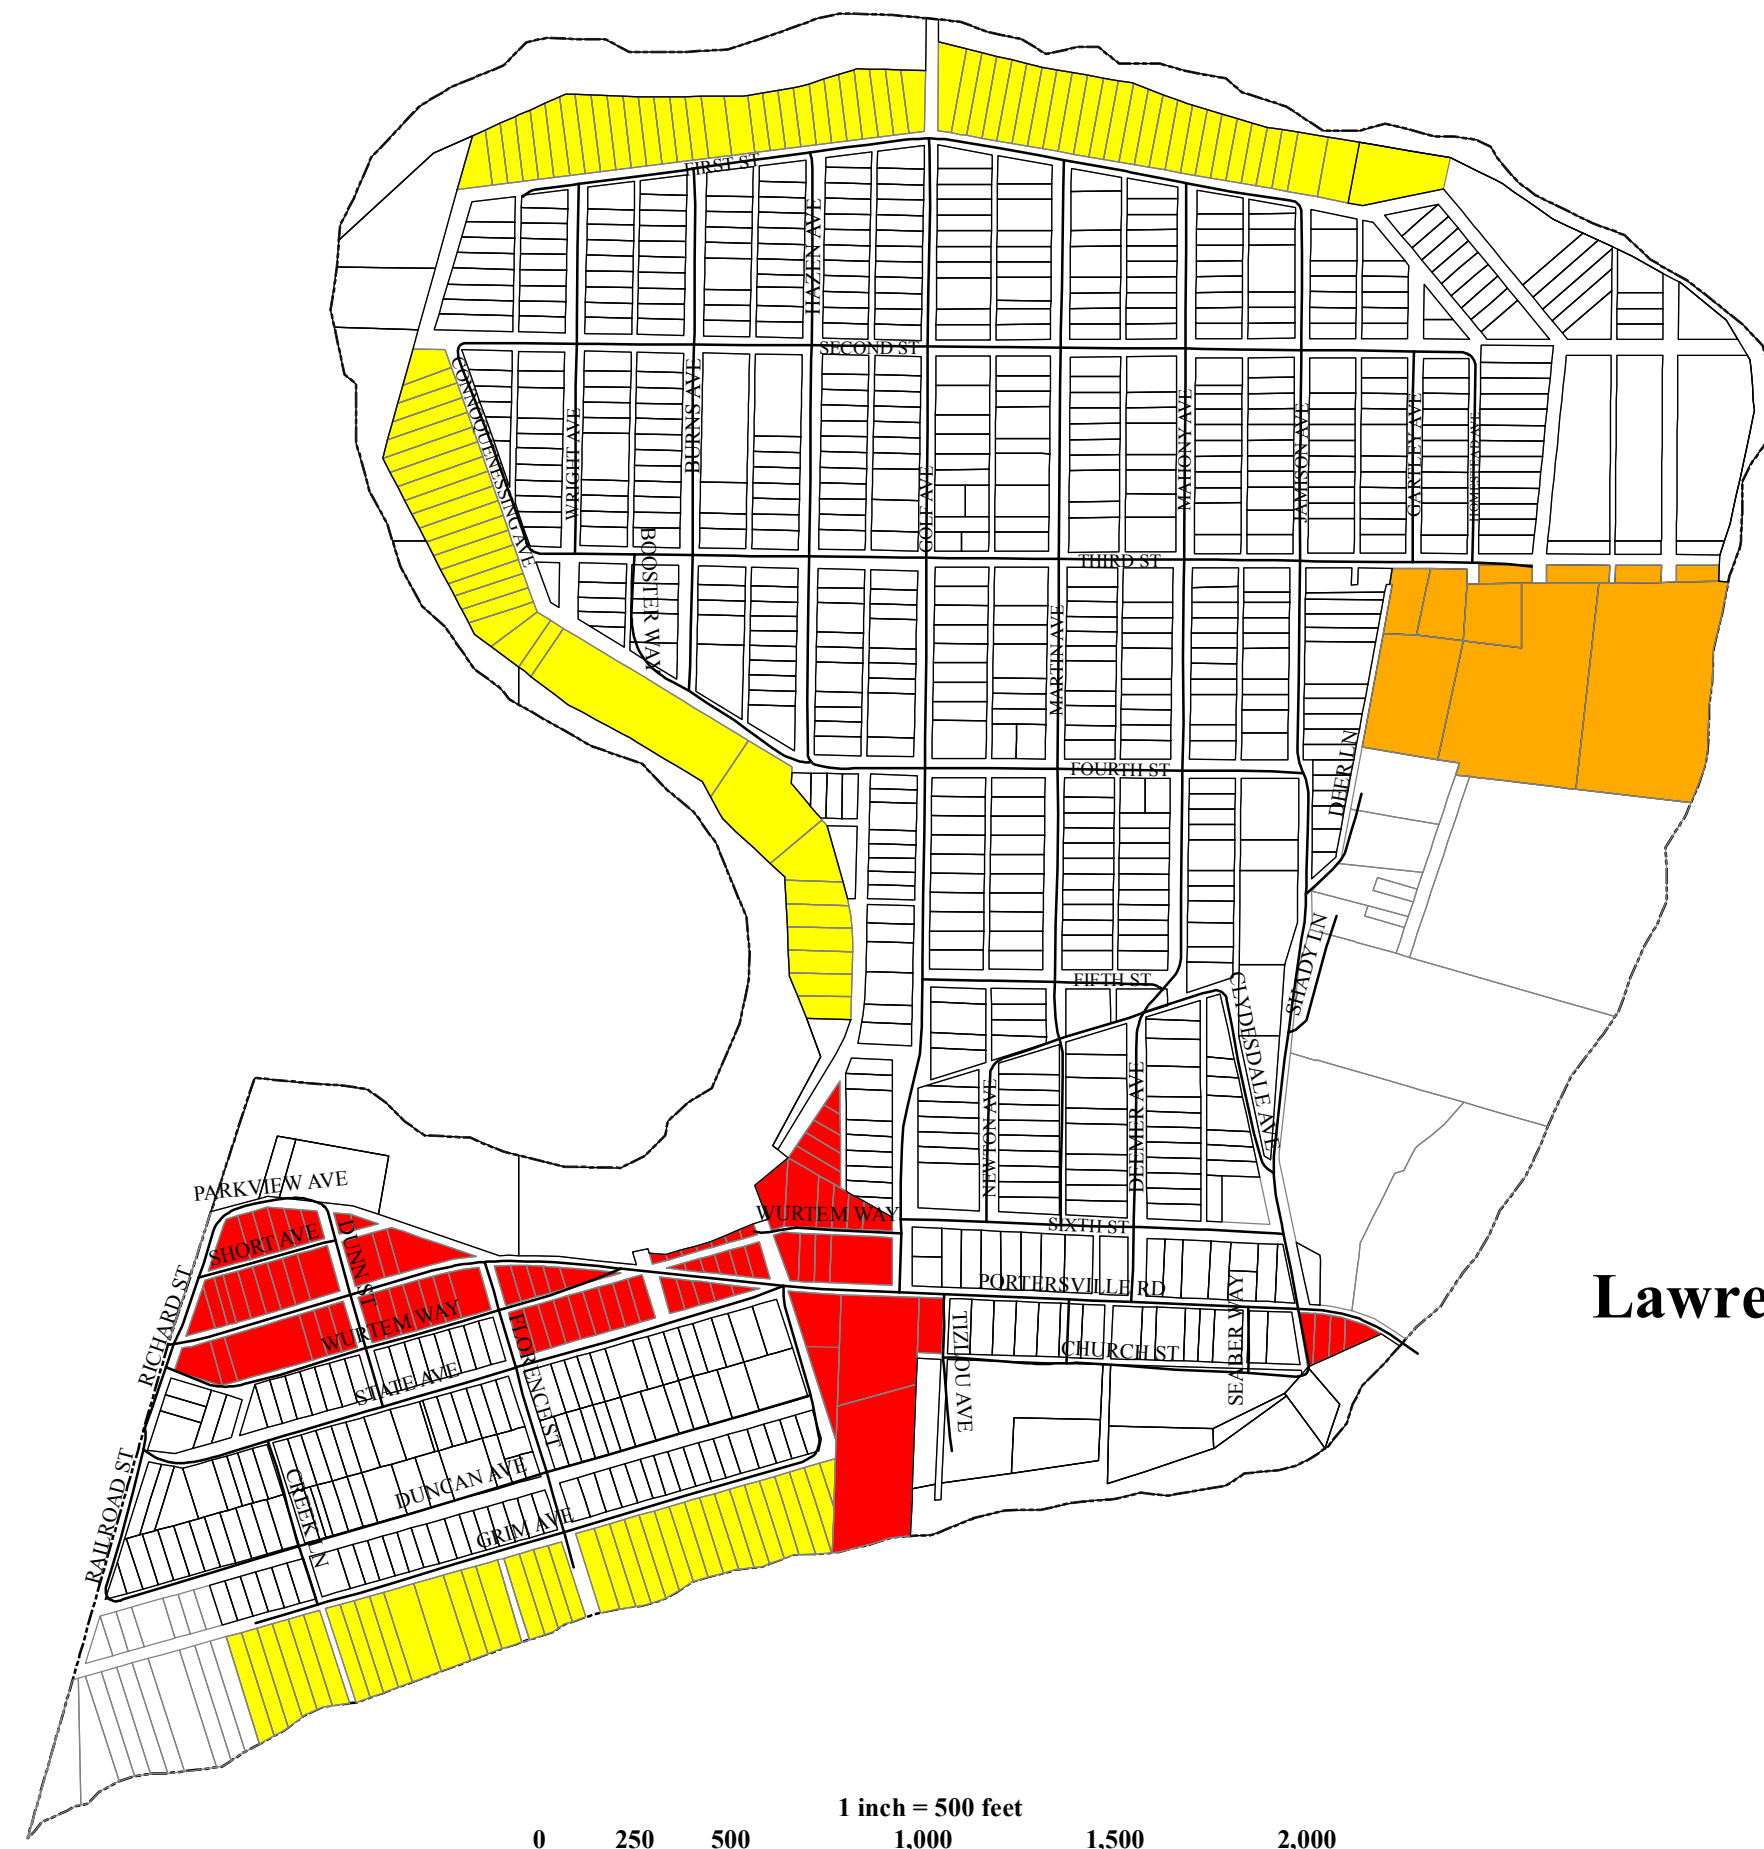 FIRST ST
HAZEN AVE
SECOND ST
CONNOQUENESSING AVE
WRIGHT AVE
BURNS AVE
GOLF AVE
MAHONY AVE
JAMISON AVE
GARTLEY AVE
HOMESTEAD AVE
BOOSTER WAY
THIRD ST
MARTIN AVE
FOURTH ST
DEER LN
SHADY LN
FIFTH ST
CLYDESDALE AVE
NEWTON AVE
DEEMER AVE
PARKVIEW AVE
WURTEM WAY
SIXTH ST
SHORT AVE
DUNN ST
RICHARD ST
PORTERSVILLE RD
Lawre
WURTEM WAY
FLORENCE ST
TIZLOU AVE
CHURCH ST
SEABER WAY
STATE AVE
RAILROAD ST
CREEK LN
DUNCAN AVE
GRIM AVE
1 inch = 500 feet
0 250 500 1,000 1,500 2,000